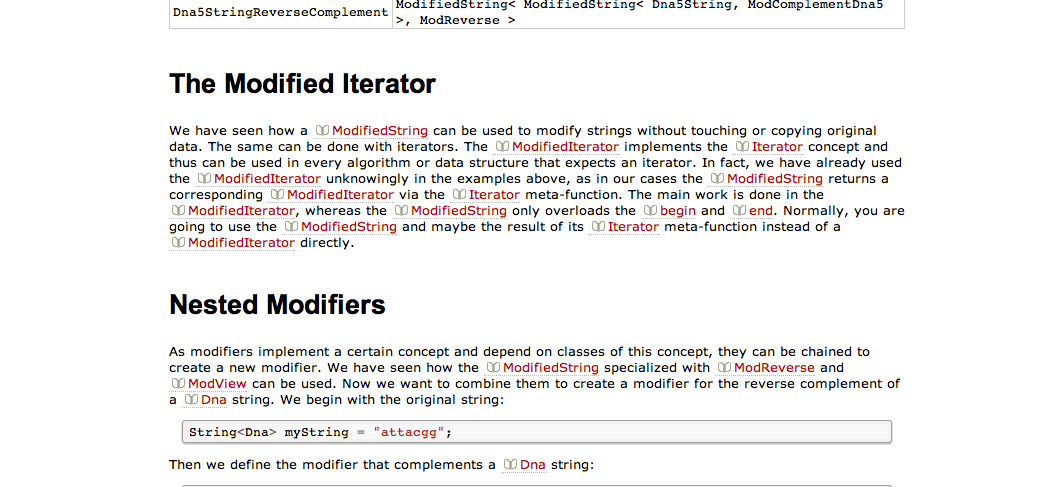 Dna5StringReverseComplement
ModifiedString< ModifiedString< Dna5String, ModComplementDna5
>, ModReverse >
The Modified Iterator
We have seen how a ModifiedString can be used to modify strings without touching or copying original
data. The same can be done with iterators. The ModifiedIterator implements the Iterator concept and
thus can be used in every algorithm or data structure that expects an iterator. In fact, we have already used
the ModifiedIterator unknowingly in the examples above, as in our cases the ModifiedString returns a
corresponding ModifiedIterator via the Iterator meta-function. The main work is done in the
ModifiedIterator, whereas the ModifiedString only overloads the begin and end. Normally, you are
going to use the ModifiedString and maybe the result of its Iterator meta-function instead of a
ModifiedIterator directly.
Nested Modifiers
As modifiers implement a certain concept and depend on classes of this concept, they can be chained to
create a new modifier. We have seen how the ModifiedString specialized with ModReverse and
ModView can be used. Now we want to combine them to create a modifier for the reverse complement of
a Dna string. We begin with the original string:
String<Dna> myString = "attacgg";
Then we define the modifier that complements a Dna string: